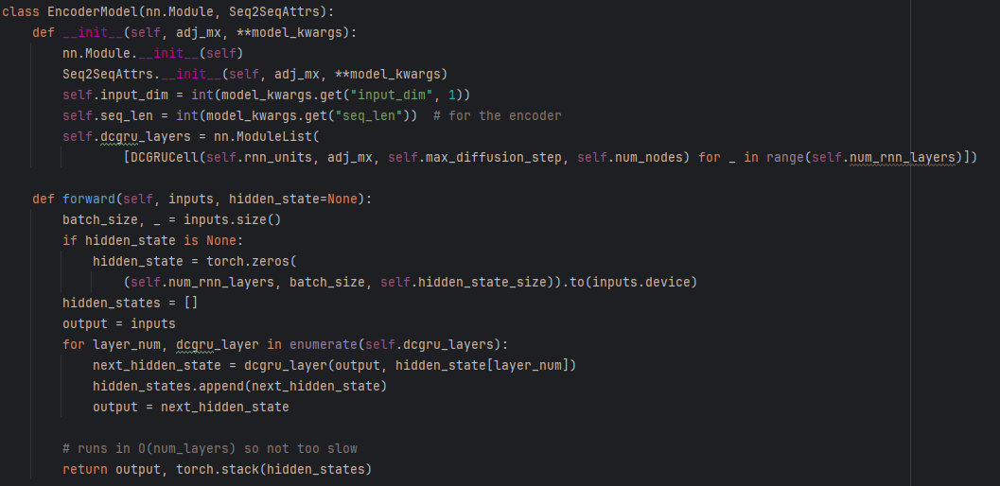 class EncoderModel(nn.Module, Seq2SeqAttrs):
    def __init__(self, adj_mx, **model_kwargs):
        nn.Module.__init__(self)
        Seq2SeqAttrs.__init__(self, adj_mx, **model_kwargs)
        self.input_dim = int(model_kwargs.get("input_dim", 1))
        self.seq_len = int(model_kwargs.get("seq_len"))  # for the encoder
        self.dcgru_layers = nn.ModuleList(
                [DCGRUCell(self.rnn_units, adj_mx, self.max_diffusion_step, self.num_nodes) for _ in range(self.num_rnn_layers)])
    def forward(self, inputs, hidden_state=None):
        batch_size, _ = inputs.size()
        if hidden_state is None:
            hidden_state = torch.zeros(
                (self.num_rnn_layers, batch_size, self.hidden_state_size)).to(inputs.device)
        hidden_states = []
        output = inputs
        for layer_num, dcgru_layer in enumerate(self.dcgru_layers):
            next_hidden_state = dcgru_layer(output, hidden_state[layer_num])
            hidden_states.append(next_hidden_state)
            output = next_hidden_state
        # runs in O(num_layers) so not too slow
        return output, torch.stack(hidden_states)